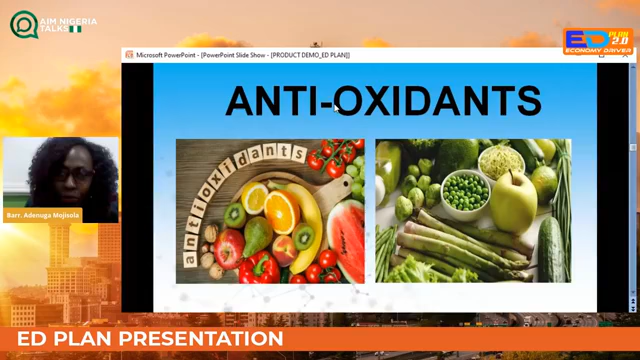 AIM NIGERIA
TALKS
ED PLAN
2.0
ECONOMY DRIVER
Microsoft PowerPoint - [PowerPoint Slide Show - [PRODUCT DEMO_ED PLAN]]
ANTI-OXIDANTS
antioxidants
Barr. Adenuga Mojisola
ED PLAN PRESENTATION